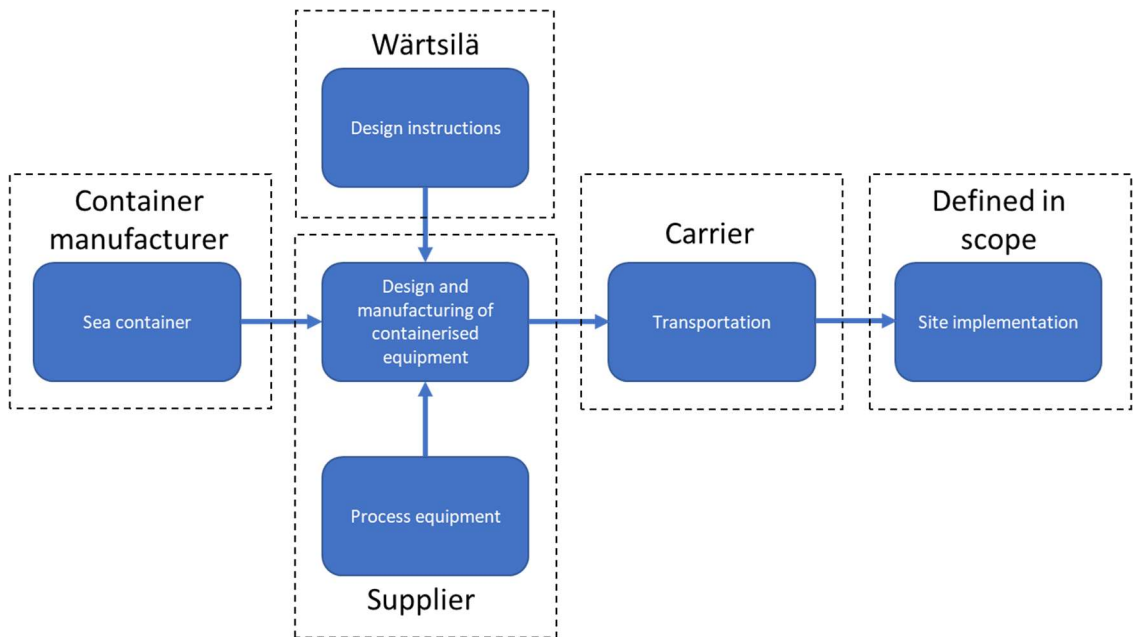 Wärtsilä
Design instructions
Container
manufacturer
Sea container
Design and
manufacturing of
containerised
equipment
Process equipment
Supplier
Carrier
Transportation
Defined in
scope
Site implementation